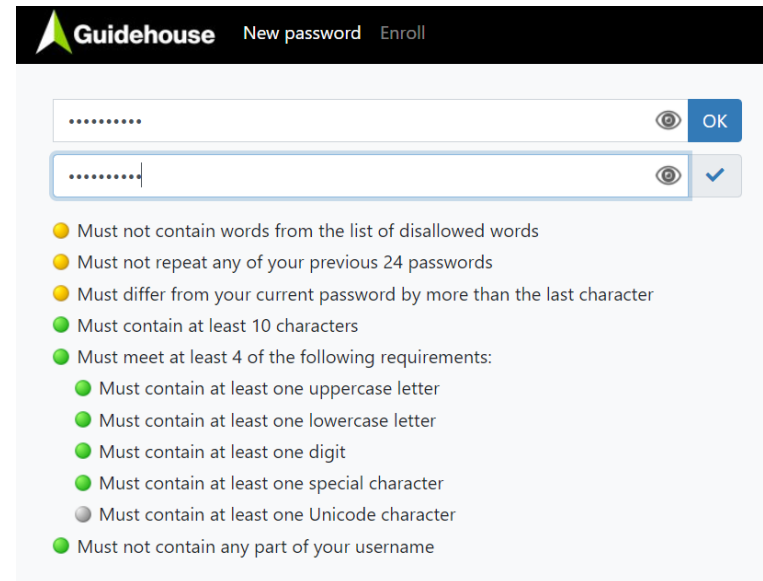 Guidehouse New password Enroll
•••••••••• OK
••••••••••
Must not contain words from the list of disallowed words
Must not repeat any of your previous 24 passwords
Must differ from your current password by more than the last character
Must contain at least 10 characters
Must meet at least 4 of the following requirements:
Must contain at least one uppercase letter
Must contain at least one lowercase letter
Must contain at least one digit
Must contain at least one special character
Must contain at least one Unicode character
Must not contain any part of your username